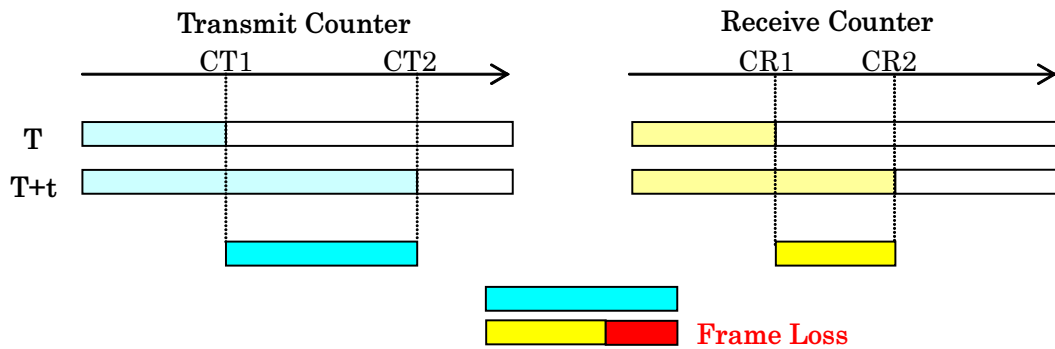 Transmit Counter
Receive Counter
CT1 CT2
CR1 CR2
T
T+t
Frame Loss